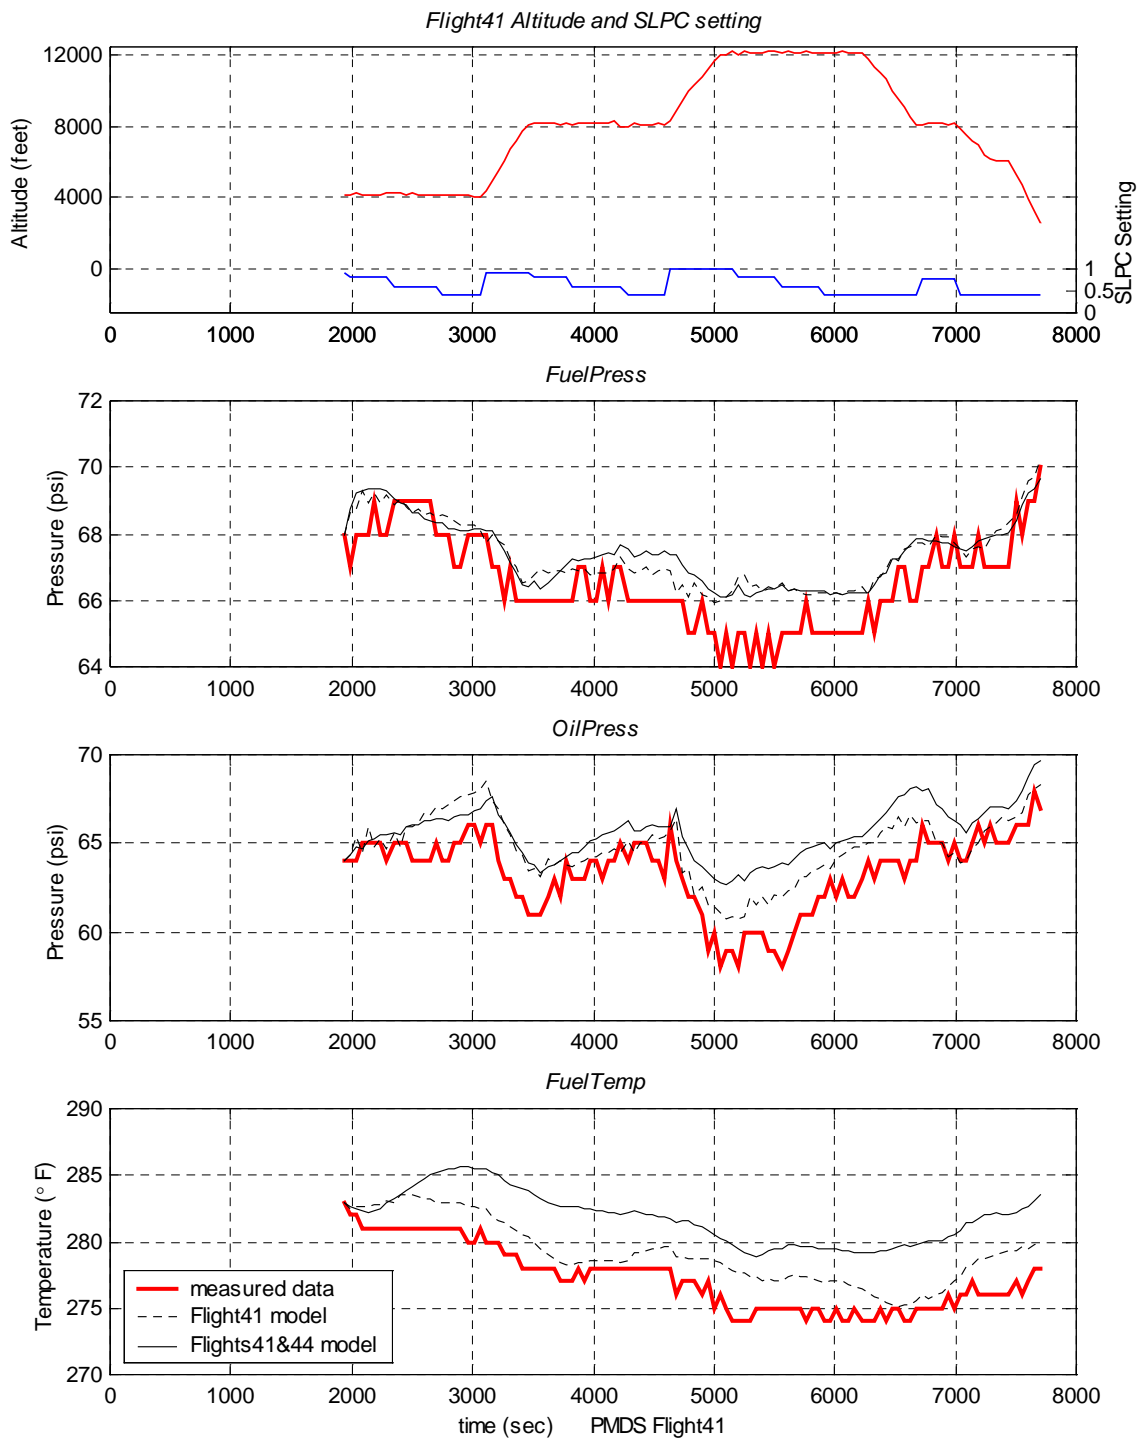 Flight41 Altitude and SLPC setting
12000
8000
4000
0
Altitude (feet)
1
0.5
0
SLPC Setting
0 1000 2000 3000 4000 5000 6000 7000 8000
FuelPress
72
70
68
66
64
Pressure (psi)
0 1000 2000 3000 4000 5000 6000 7000 8000
OilPress
70
65
60
55
Pressure (psi)
0 1000 2000 3000 4000 5000 6000 7000 8000
FuelTemp
290
285
280
275
270
Temperature (° F)
measured data
Flight41 model
Flights41&44 model
0 1000 2000 3000 4000 5000 6000 7000 8000
time (sec) PMDS Flight41